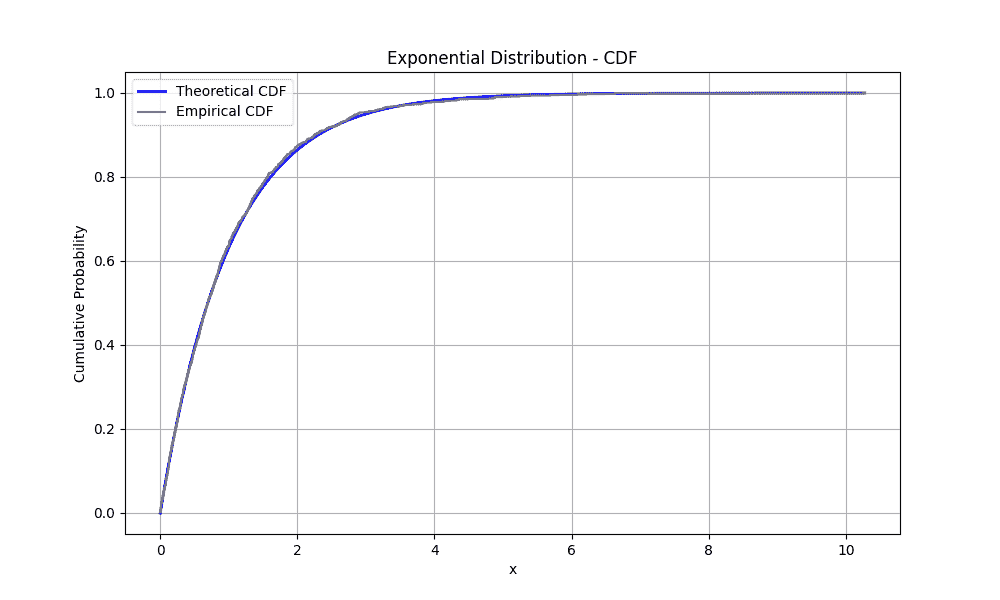 Exponential Distribution - CDF
Theoretical CDF
Empirical CDF
Cumulative Probability
1.0
0.8
0.6
0.4
0.2
0.0
0 2 4 6 8 10
x